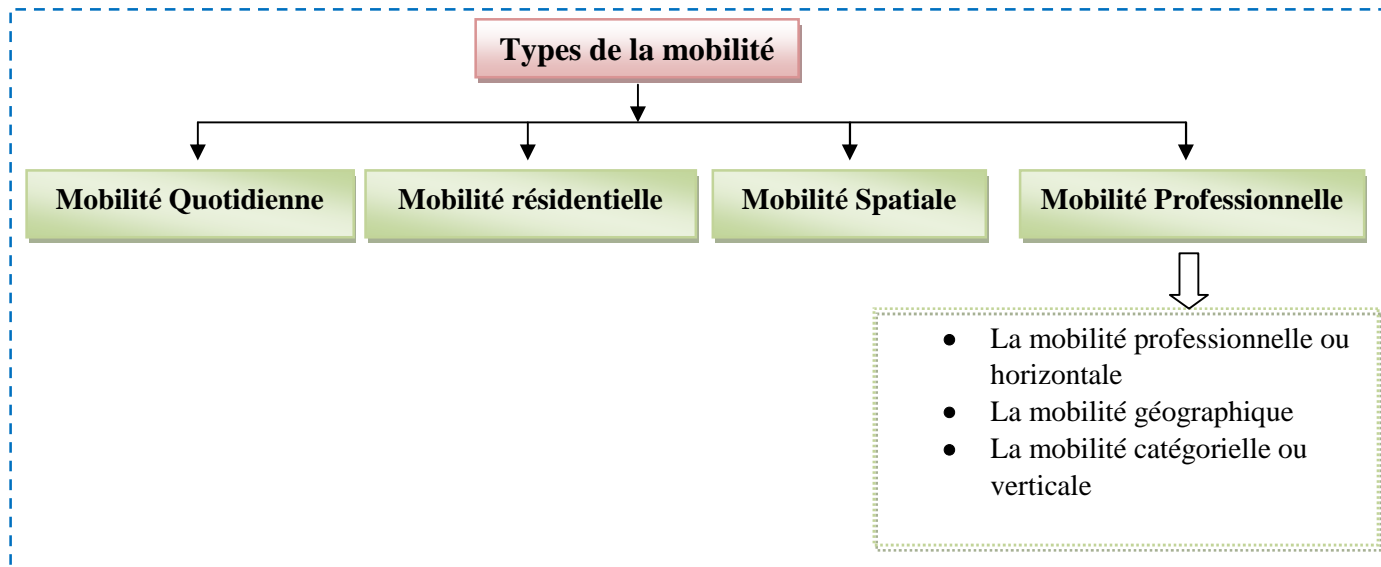 Types de la mobilité
Mobilité Quotidienne
Mobilité résidentielle
Mobilité Spatiale
Mobilité Professionnelle
● La mobilité professionnelle ou
horizontale
● La mobilité géographique
● La mobilité catégorielle ou
verticale